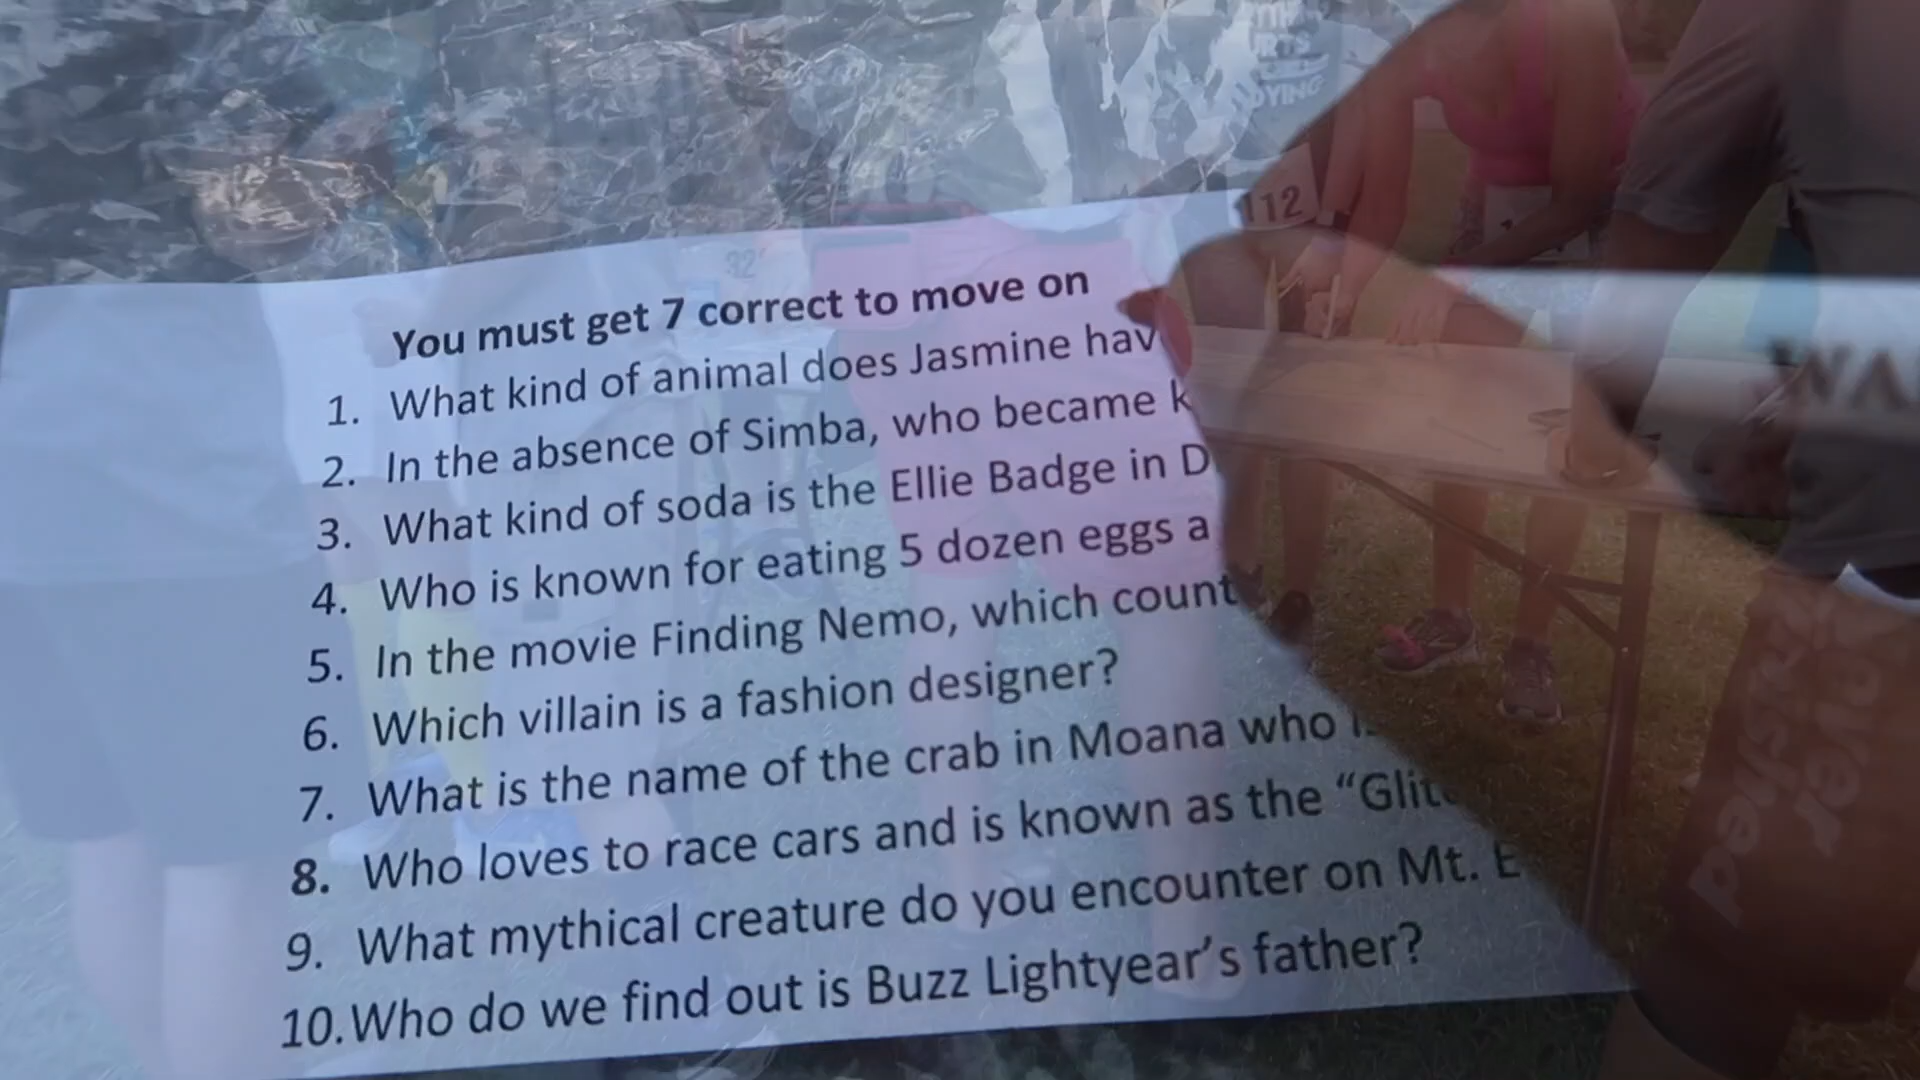 You must get 7 correct to move on
1. What kind of animal does Jasmine hav
2. In the absence of Simba, who became k
3. What kind of soda is the Ellie Badge in D
4. Who is known for eating 5 dozen eggs a
5. In the movie Finding Nemo, which count
6. Which villain is a fashion designer?
7. What is the name of the crab in Moana who i
8. Who loves to race cars and is known as the “Glit
9. What mythical creature do you encounter on Mt. E
10. Who do we find out is Buzz Lightyear’s father?
112
32
DYING
over